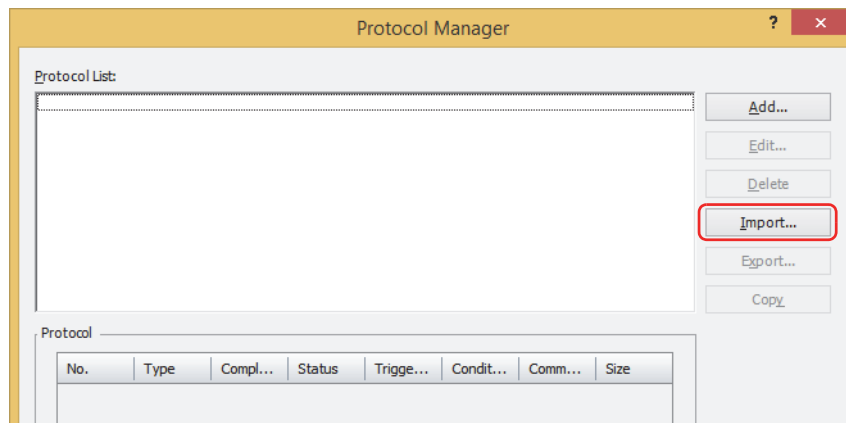 Protocol Manager
?
×
Protocol List:
Add...
Edit...
Delete
Import...
Export...
Copy
Protocol
No. Type Compl... Status Trigge... Condit... Comm... Size